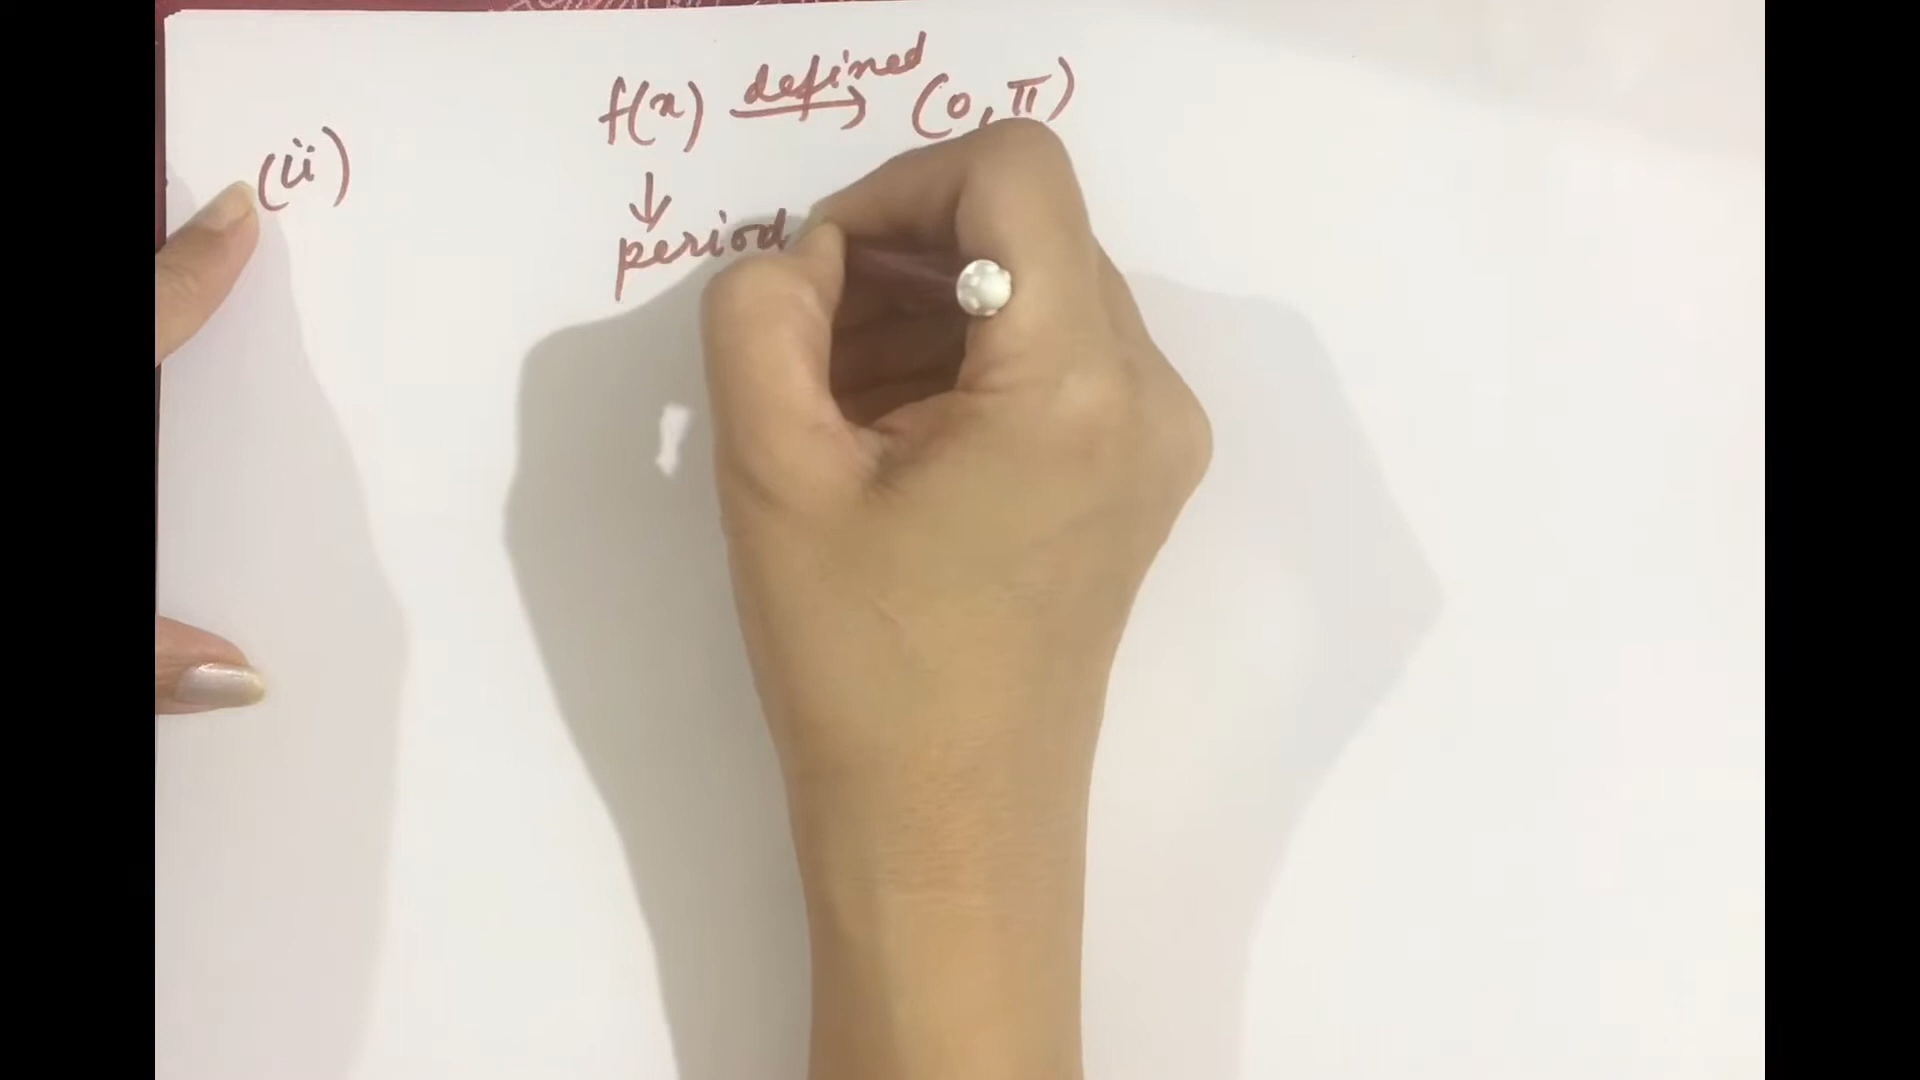 f(x) defined → (0, π)
(ii)
↓
period